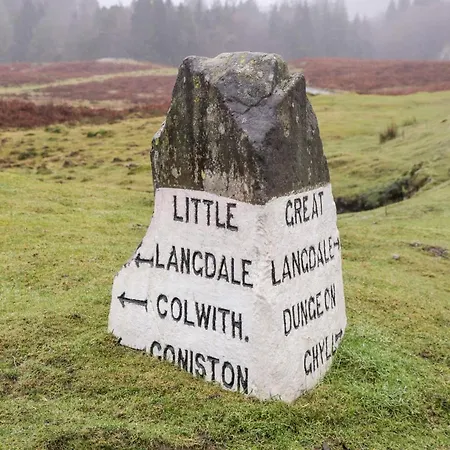 LITTLE
LANGDALE
COLWITH.
CONISTON
GREAT
LANGDALE
DUNGEON
GHYLL